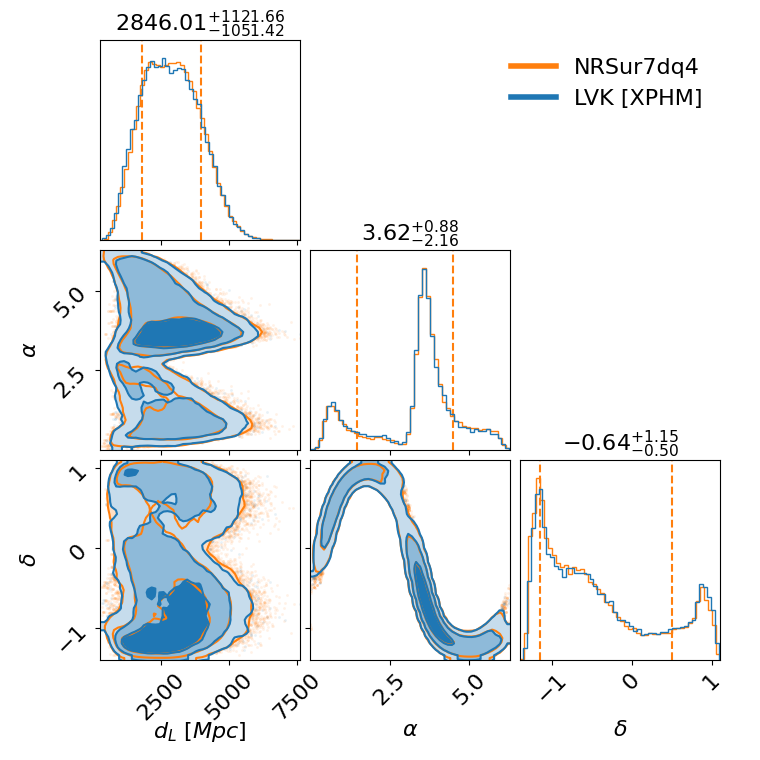 2846.01+1121.66−1051.42
NRSur7dq4
LVK [XPHM]
3.62+0.88−2.16
5.0
2.5
α
−0.64+1.15−0.50
1
0
−1
δ
2500
5000
7500
d_L [Mpc]
2.5
5.0
α
−1
0
1
δ